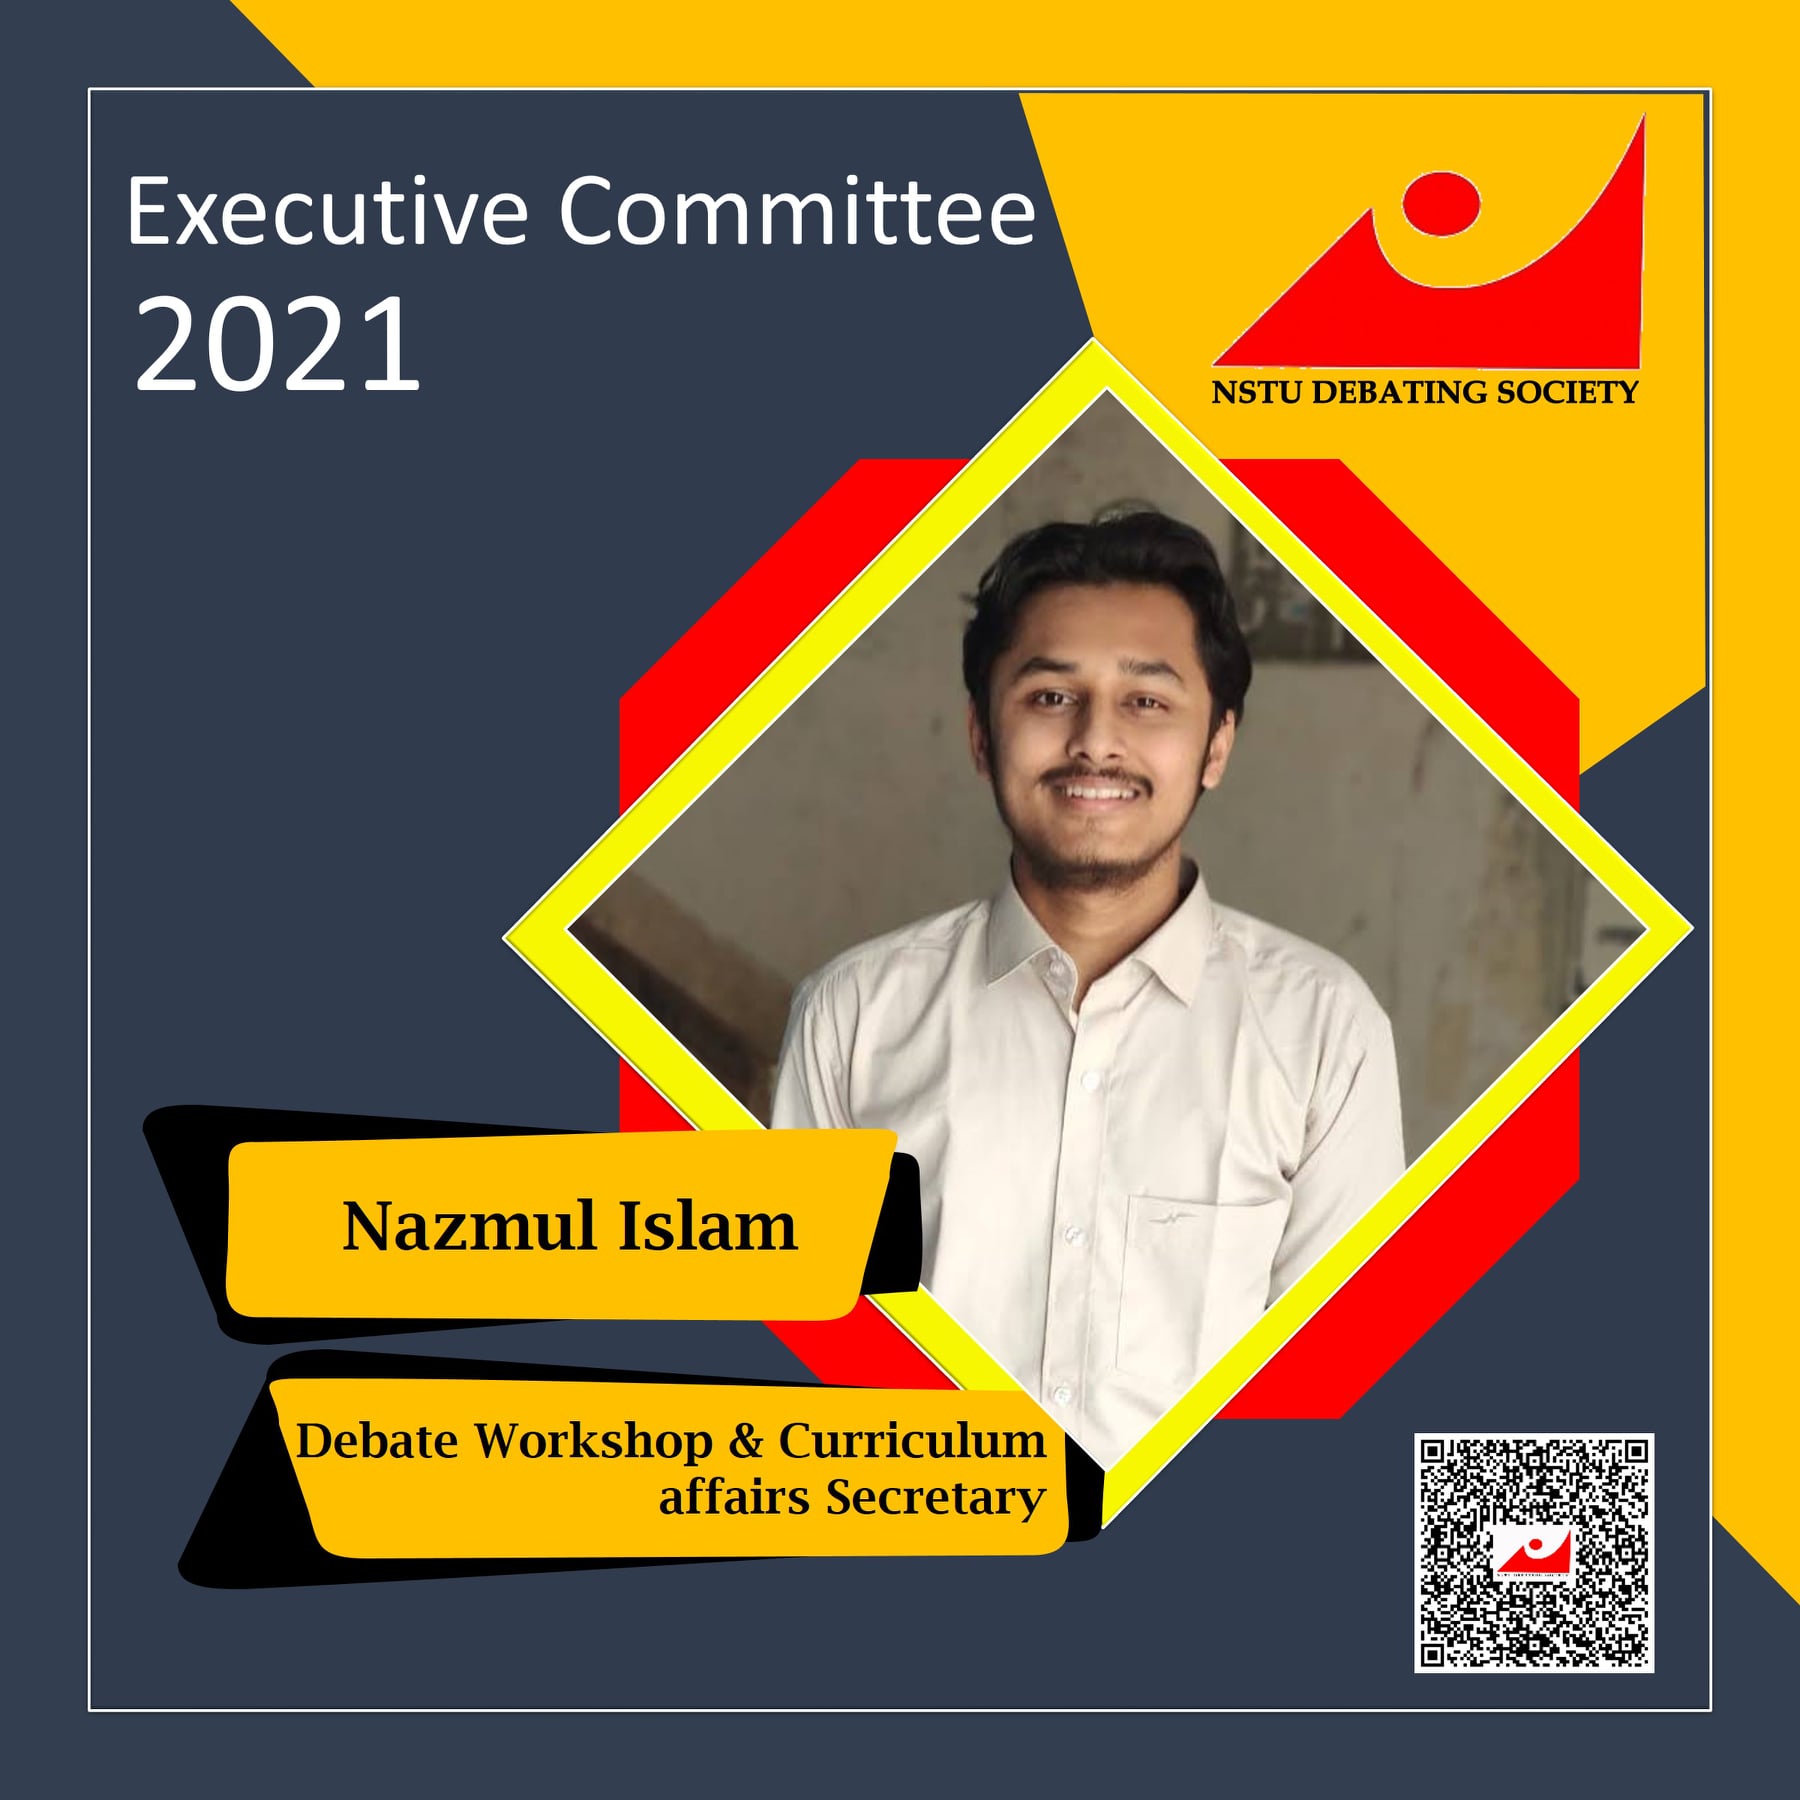 Executive Committee
2021
NSTU DEBATING SOCIETY
Nazmul Islam
Debate Workshop & Curriculum
affairs Secretary